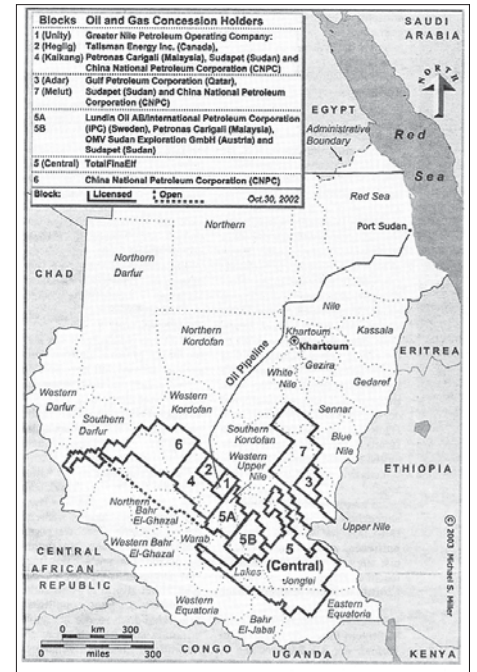 Blocks Oil and Gas Concession Holders
1 (Unity) Greater Nile Petroleum Operating Company:
2 (Heglig) Talisman Energy Inc. (Canada),
4 (Kaikang) Petronas Carigali (Malaysia), Sudapet (Sudan) and
China National Petroleum Corporation (CNPC)
3 (Adar) Gulf Petroleum Corporation (Qatar),
7 (Melut) Sudapet (Sudan) and China National Petroleum
Corporation (CNPC)
5A Lundin Oil AB/International Petroleum Corporation
5B (IPC) (Sweden), Petronas Carigali (Malaysia),
OMV Sudan Exploration GmbH (Austria) and
Sudapet (Sudan)
5 (Central) TotalFinaElf
6 China National Petroleum Corporation (CNPC)
Block: Licensed Open Oct.30, 2002
SAUDI
ARABIA
NORTH
EGYPT
Administrative
Boundary
Red
Sea
Red Sea
Port Sudan
Northern
Northern
Darfur
CHAD
Nile
Northern
Kordofan
Oil Pipeline
Khartoum
Khartoum
Kassala
ERITREA
Gezira
White
Nile
Gedaref
Western
Darfur
Western
Kordofan
Southern
Darfur
Sennar
Southern
Kordofan
Blue
Nile
Western
Upper
Nile
ETHIOPIA
6
7
2
4
1
3
5A
5B
5
(Central)
Upper Nile
Northern
Bahr
El-Ghazal
Western Bahr
El-Ghazal
Warab
Lakes
Jonglei
CENTRAL
AFRICAN
REPUBLIC
Western
Equatoria
Bahr
El-Jabal
Eastern
Equatoria
0 km 300
0 miles 300
CONGO
UGANDA
KENYA
© 2003 Michael S. Miller